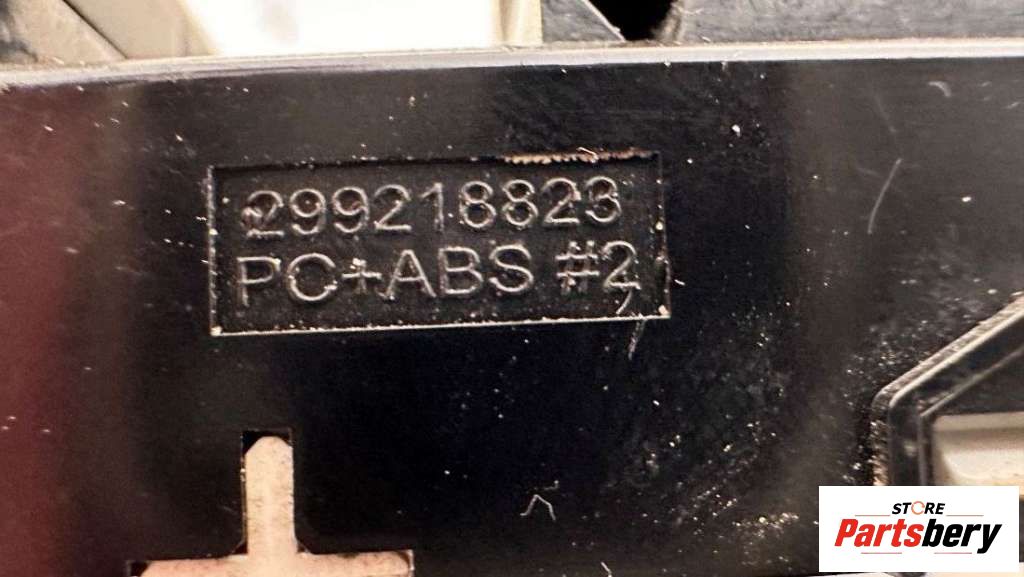 299218823
PC+ABS #2
STORE
Partsbery